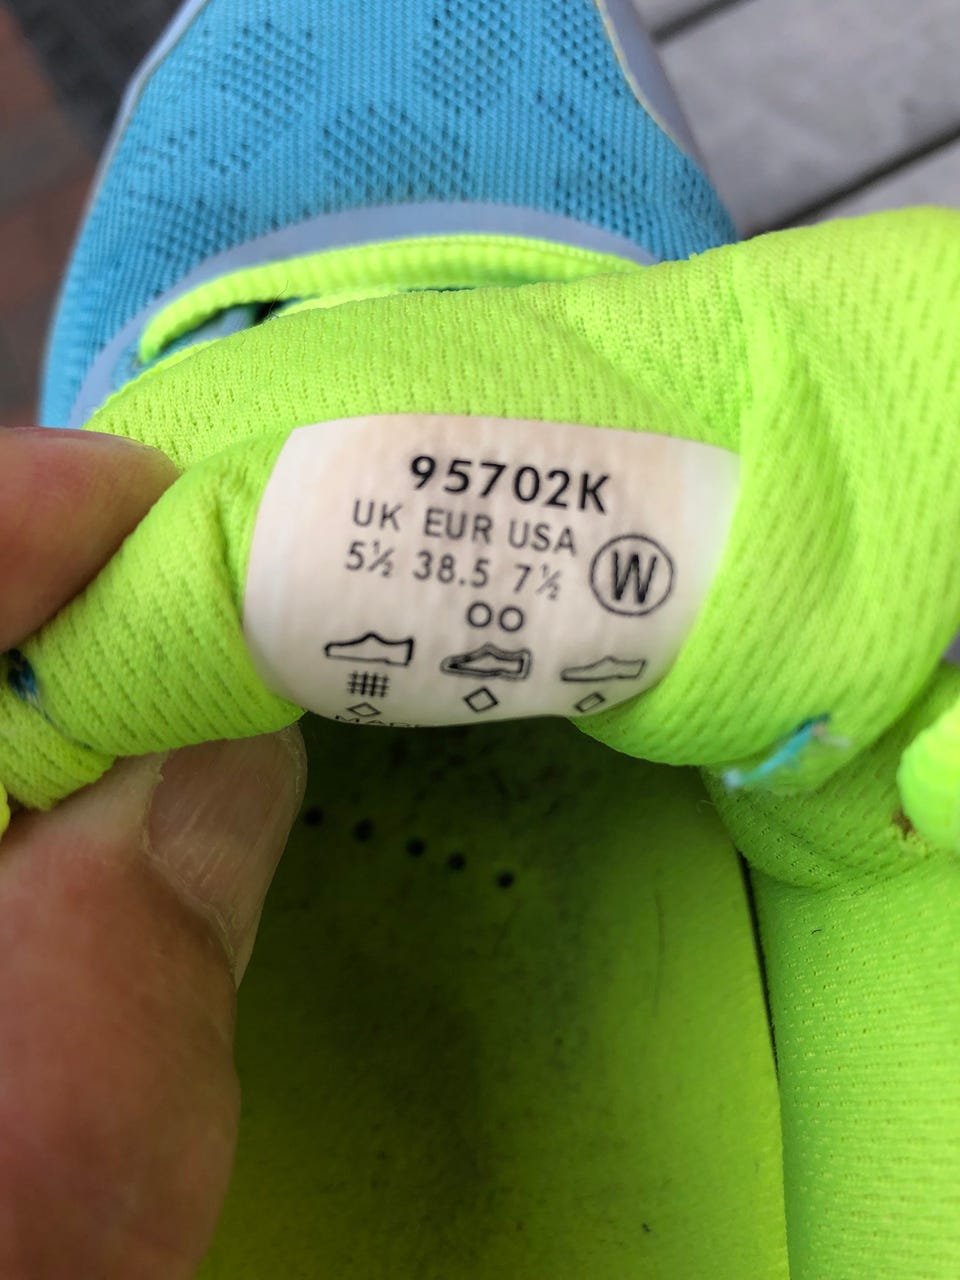 95702K
UK EUR USA
5½ 38.5 7½
W
OO